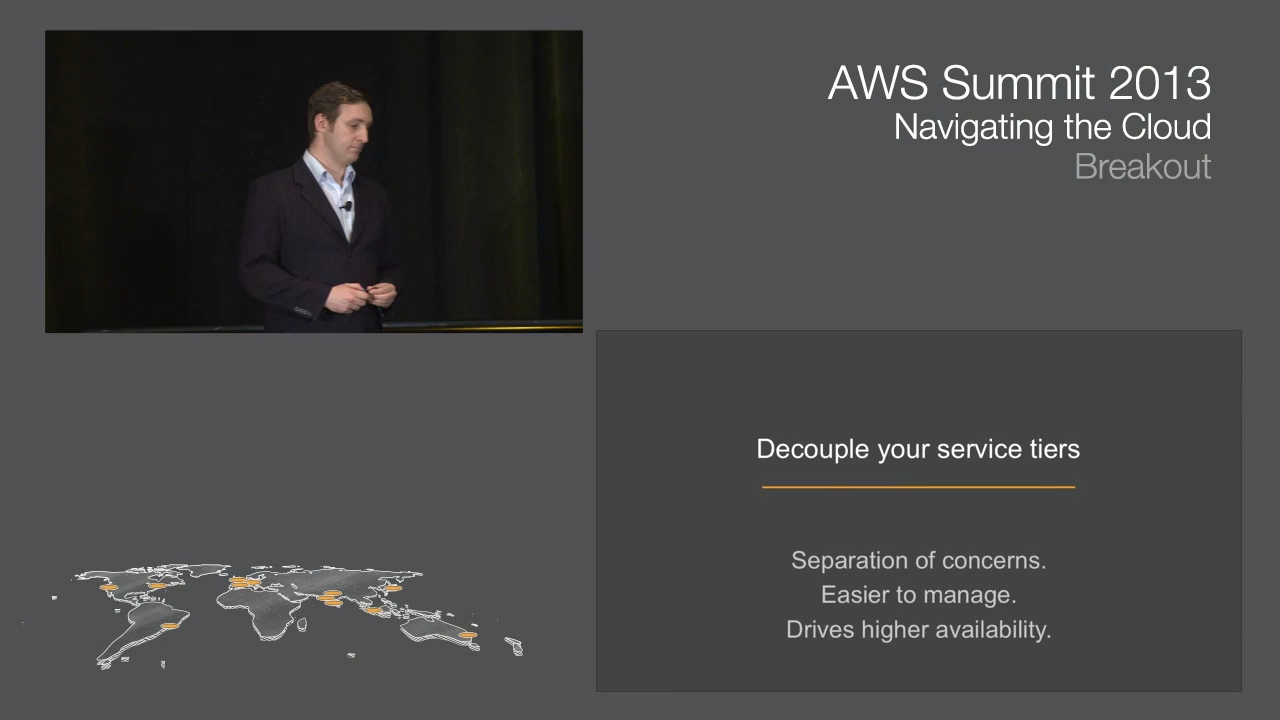 AWS Summit 2013
Navigating the Cloud
Breakout
Decouple your service tiers
Separation of concerns.
Easier to manage.
Drives higher availability.